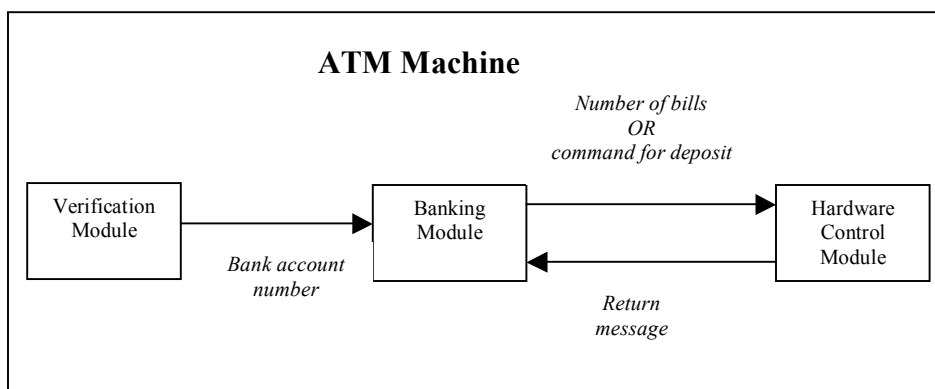 ATM Machine
Number of bills
OR
command for deposit
Verification
Module
Banking
Module
Hardware
Control
Module
Bank account
number
Return
message